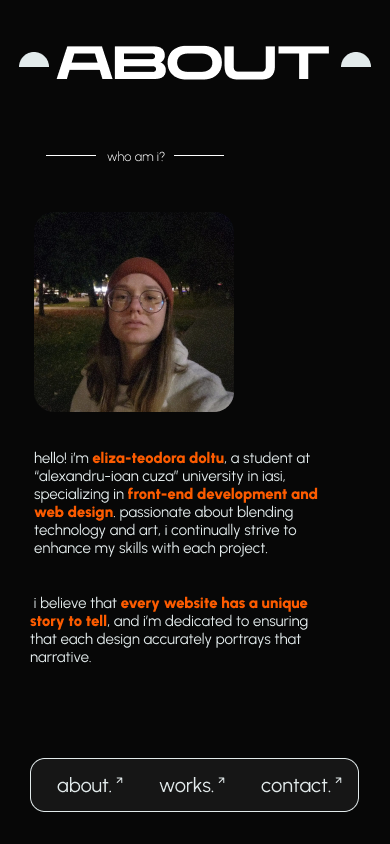 ABOUT
who am i?
hello! i'm eliza-teodora doltu, a student at
"alexandru-ioan cuza" university in iasi,
specializing in front-end development and
web design. passionate about blending
technology and art, i continually strive to
enhance my skills with each project.
i believe that every website has a unique
story to tell, and i'm dedicated to ensuring
that each design accurately portrays that
narrative.
about.↗ works.↗ contact.↗